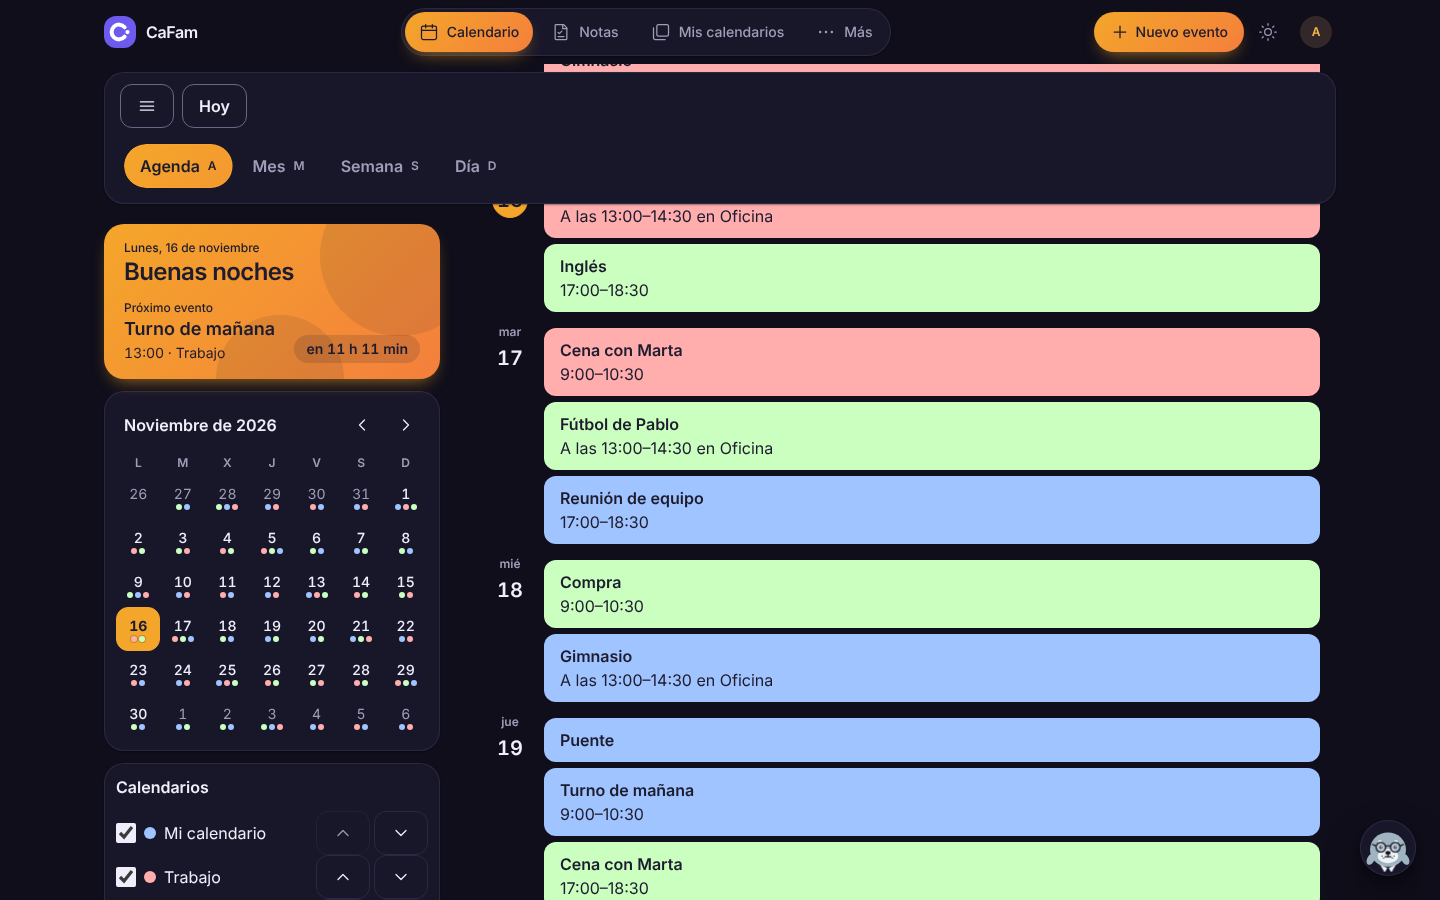 CaFam
Calendario
Notas
Mis calendarios
Más
Nuevo evento
A
Hoy
Agenda A
Mes M
Semana S
Día D
Lunes, 16 de noviembre
Buenas noches
Próximo evento
Turno de mañana
13:00 · Trabajo
en 11 h 11 min
Noviembre de 2026
L M X J V S D
26 27 28 29 30 31 1
2 3 4 5 6 7 8
9 10 11 12 13 14 15
16 17 18 19 20 21 22
23 24 25 26 27 28 29
30 1 2 3 4 5 6
Calendarios
Mi calendario
Trabajo
A las 13:00–14:30 en Oficina
Inglés
17:00–18:30
mar
17
Cena con Marta
9:00–10:30
Fútbol de Pablo
A las 13:00–14:30 en Oficina
Reunión de equipo
17:00–18:30
mié
18
Compra
9:00–10:30
Gimnasio
A las 13:00–14:30 en Oficina
jue
19
Puente
Turno de mañana
9:00–10:30
Cena con Marta
17:00–18:30